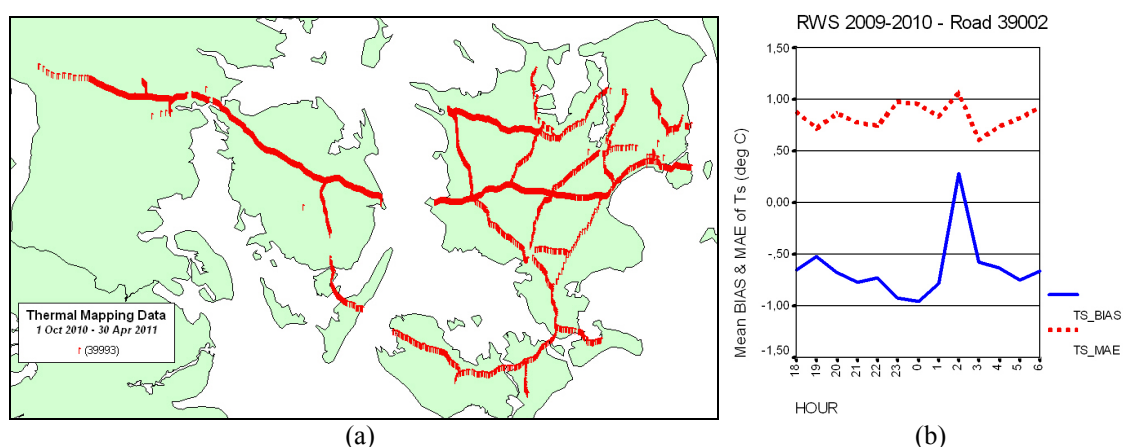 Thermal Mapping Data
1 Oct 2010 - 30 Apr 2011
(39993)
(a)
RWS 2009-2010 - Road 39002
Mean BIAS & MAE of Ts (deg C)
1.50
1.00
.50
0,00
-.50
-1.00
-1.50
18
19
20
21
22
23
0
1
2
3
4
5
6
HOUR
TS_BIAS
TS_MAE
(b)